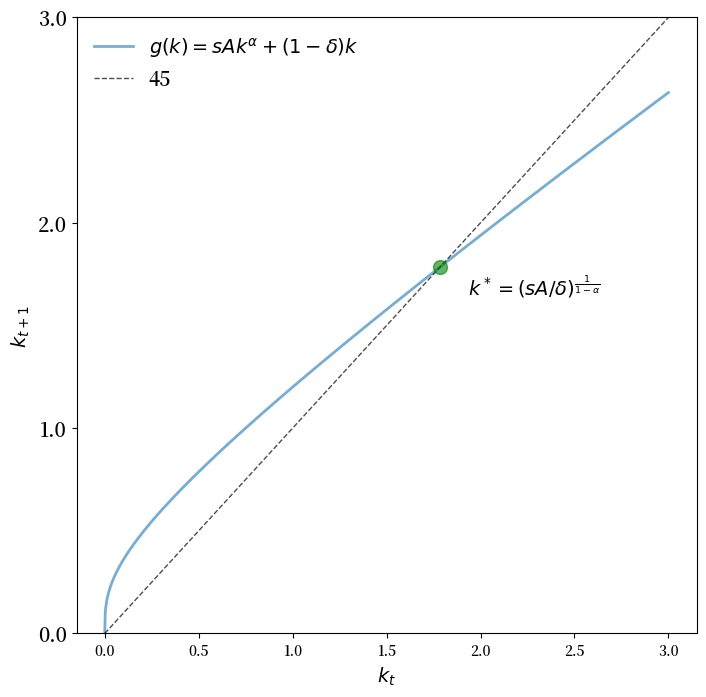 3.0
g(k) = sAk^α + (1 − δ)k
45
2.0
k* = (sA/δ)^{\frac{1}{1−α}}
k_{t+1}
1.0
0.0
0.0 0.5 1.0 1.5 2.0 2.5 3.0
k_t